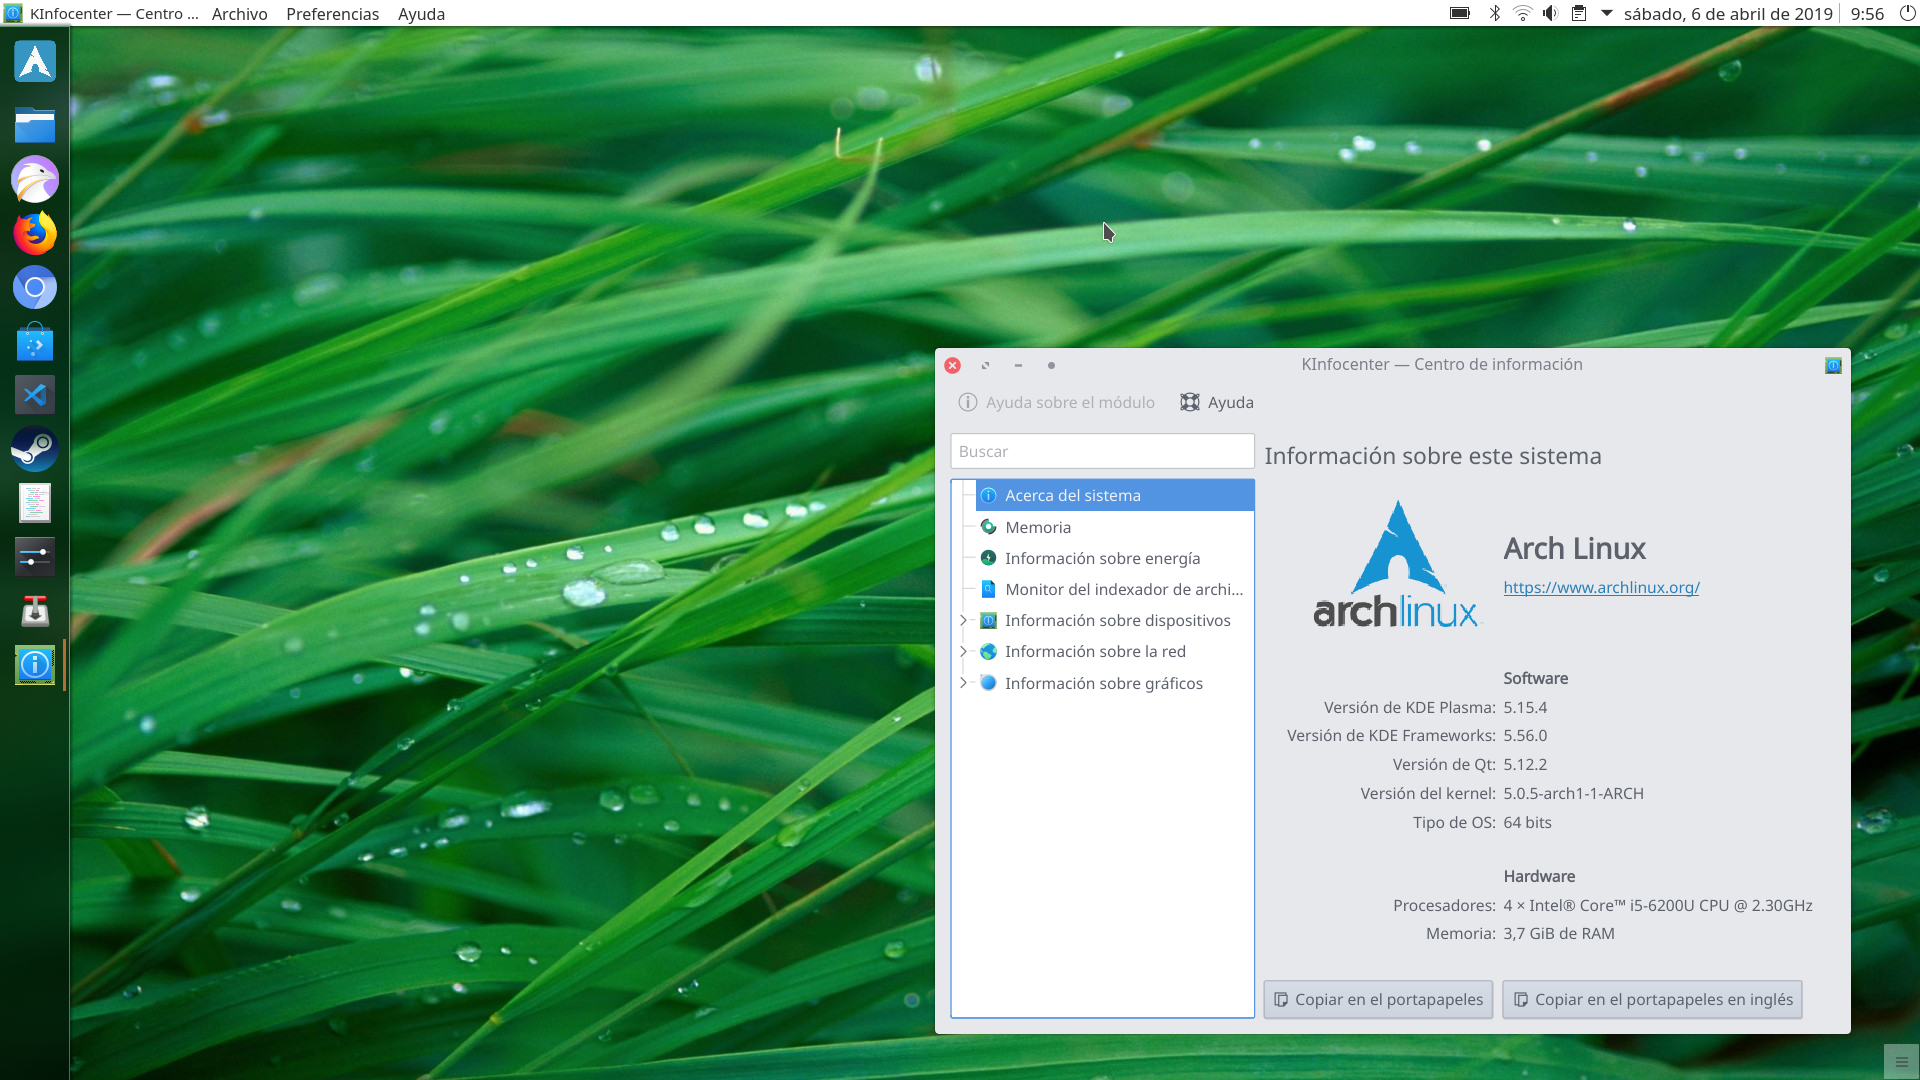 KInfocenter — Centro ... Archivo Preferencias Ayuda
sábado, 6 de abril de 2019 9:56
KInfocenter — Centro de información
Ayuda sobre el módulo Ayuda
Buscar
Acerca del sistema
Memoria
Información sobre energía
Monitor del indexador de archi...
Información sobre dispositivos
Información sobre la red
Información sobre gráficos
Información sobre este sistema
archlinux
Arch Linux
https://www.archlinux.org/
Software
Versión de KDE Plasma: 5.15.4
Versión de KDE Frameworks: 5.56.0
Versión de Qt: 5.12.2
Versión del kernel: 5.0.5-arch1-1-ARCH
Tipo de OS: 64 bits
Hardware
Procesadores: 4 × Intel® Core™ i5-6200U CPU @ 2.30GHz
Memoria: 3,7 GiB de RAM
Copiar en el portapapeles Copiar en el portapapeles en inglés